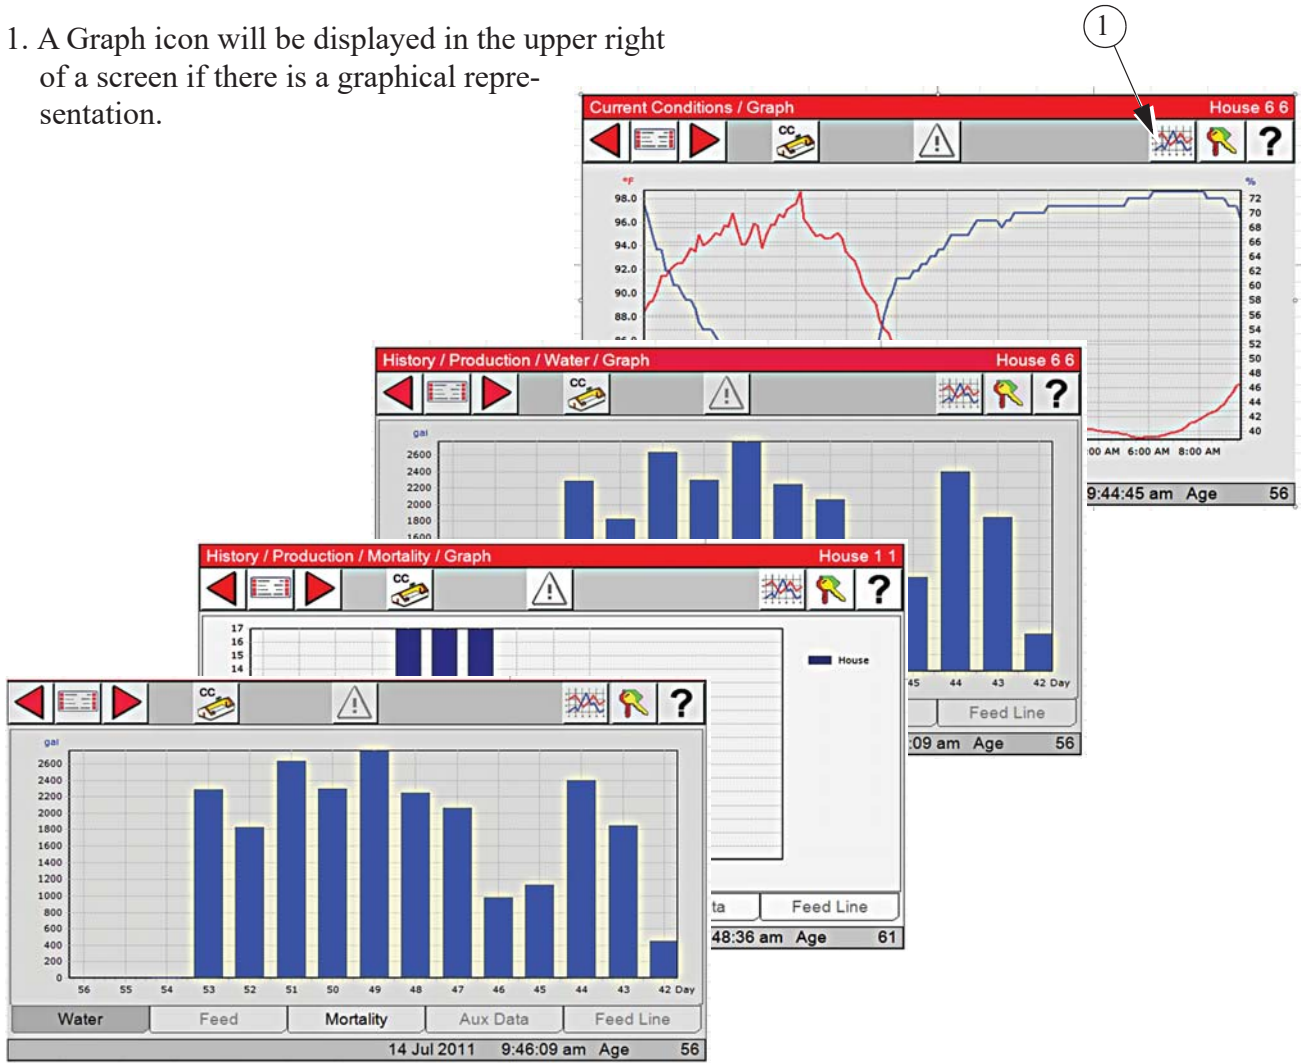 1
1. A Graph icon will be displayed in the upper right
of a screen if there is a graphical repre-
sentation.
Current Conditions / Graph House 6 6
CC ?
°F %
98.0 72
70
96.0 68
94.0 66
64
92.0 62
90.0 60
58
88.0 56
54
52
50
48
46
44
42
40
:00 AM 6:00 AM 8:00 AM
9:44:45 am Age 56
History / Production / Water / Graph House 6 6
CC ?
gal
2600
2400
2200
2000
1800
1600
45 44 43 42 Day
Feed Line
:09 am Age 56
History / Production / Mortality / Graph House 1 1
CC ?
17
16
15
14
House
ta Feed Line
48:36 am Age 61
CC ?
gal
2600
2400
2200
2000
1800
1600
1400
1200
1000
800
600
400
200
0
56 55 54 53 52 51 50 49 48 47 46 45 44 43 42 Day
Water Feed Mortality Aux Data Feed Line
14 Jul 2011 9:46:09 am Age 56